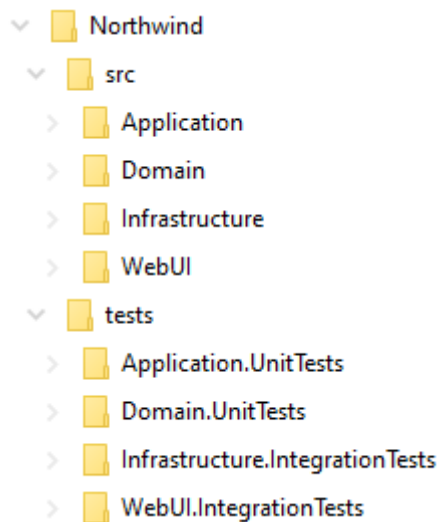 Northwind
src
Application
Domain
Infrastructure
WebUI
tests
Application.UnitTests
Domain.UnitTests
Infrastructure.IntegrationTests
WebUI.IntegrationTests